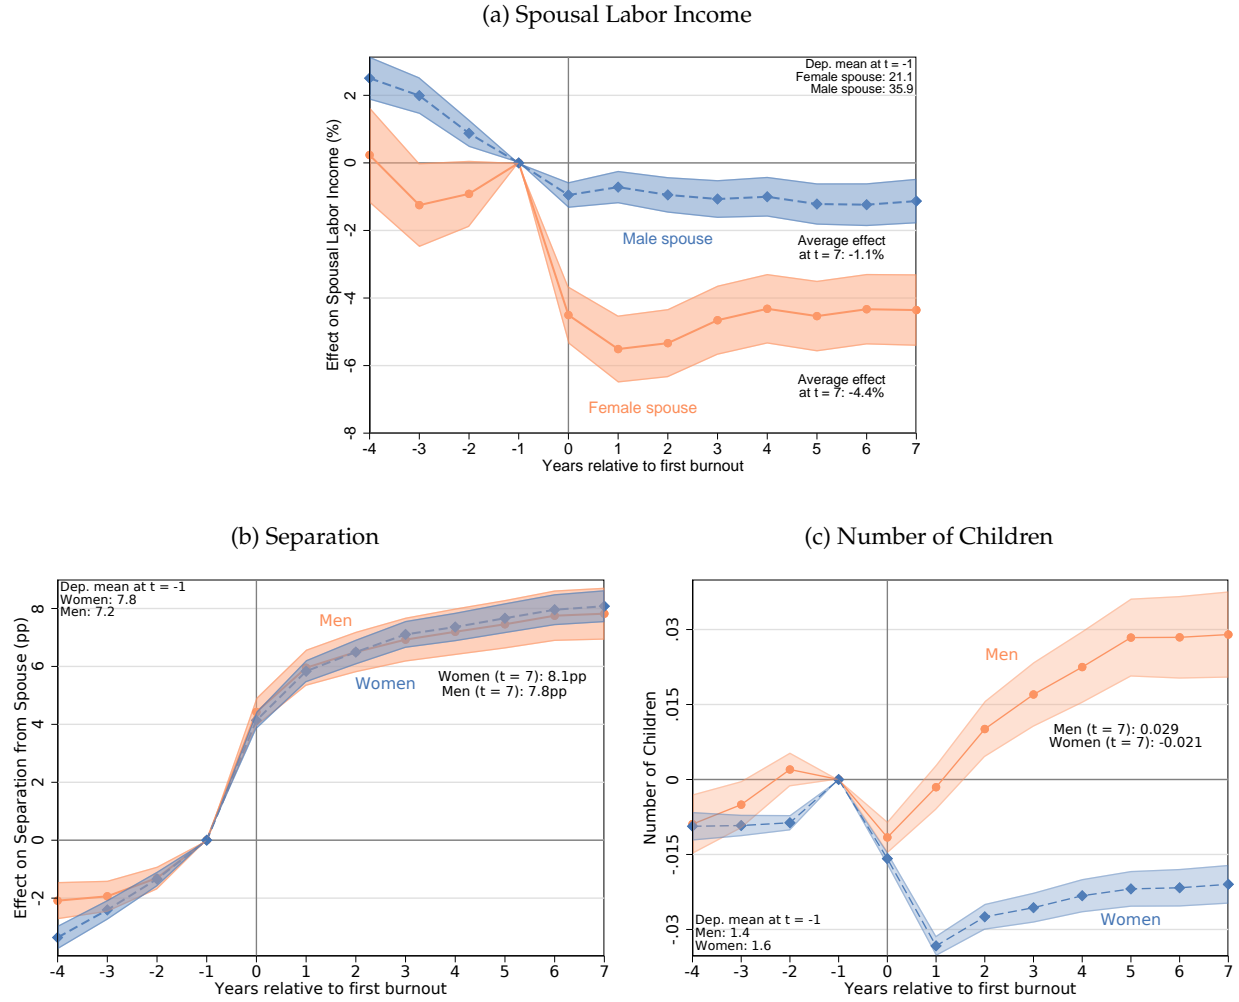 (a) Spousal Labor Income
Dep. mean at t = -1
Female spouse: 21.1
Male spouse: 35.9
Effect on Spousal Labor Income (%)
2
0
-2
-4
-6
-8
Male spouse
Average effect
at t = 7: -1.1%
Average effect
at t = 7: -4.4%
Female spouse
-4 -3 -2 -1 0 1 2 3 4 5 6 7
Years relative to first burnout
(b) Separation
Dep. mean at t = -1
Women: 7.8
Men: 7.2
Effect on Separation from Spouse (pp)
8
6
4
2
0
-2
Men
Women
Women (t = 7): 8.1pp
Men (t = 7): 7.8pp
-4 -3 -2 -1 0 1 2 3 4 5 6 7
Years relative to first burnout
(c) Number of Children
Number of Children
.03
.015
0
-.015
-.03
Men
Men (t = 7): 0.029
Women (t = 7): -0.021
Women
Dep. mean at t = -1
Men: 1.4
Women: 1.6
-4 -3 -2 -1 0 1 2 3 4 5 6 7
Years relative to first burnout